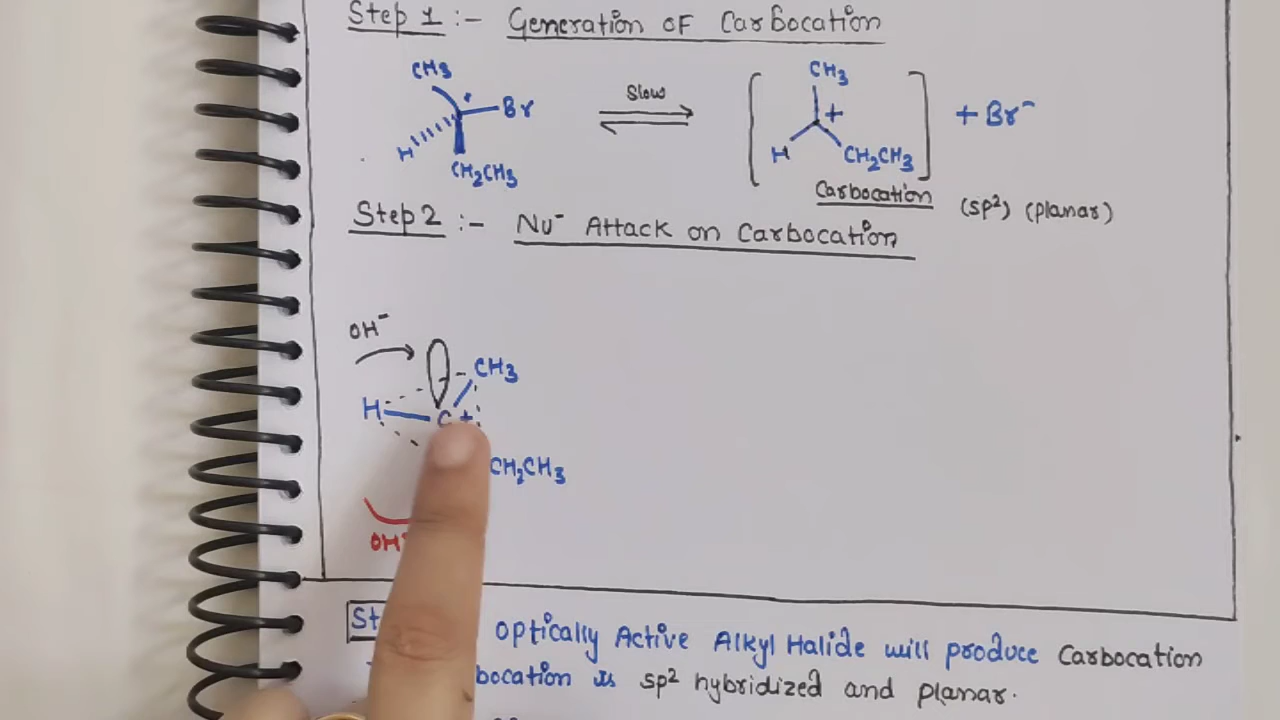 Step 1 :- Generation of Carbocation
CH3
Br
H
CH2CH3
Slow
CH3
+
H
CH2CH3
+ Br⁻
Carbocation (sp²) (planar)
Step 2 :- Nu⁻ Attack on Carbocation
OH⁻
CH3
H
C +
CH2CH3
OH
optically Active Alkyl Halide will produce Carbocation
is sp2 hybridized and planar.